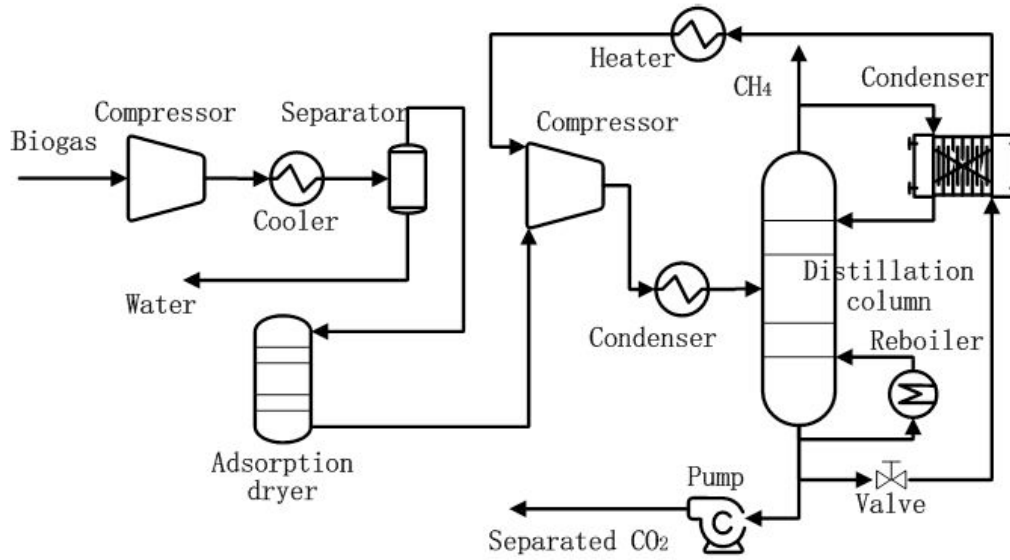 Heater
CH4
Condenser
Compressor
Separator
Compressor
Biogas
Cooler
Water
Distillation
column
Condenser
Reboiler
Adsorption
dryer
Pump
C
Valve
Separated CO2